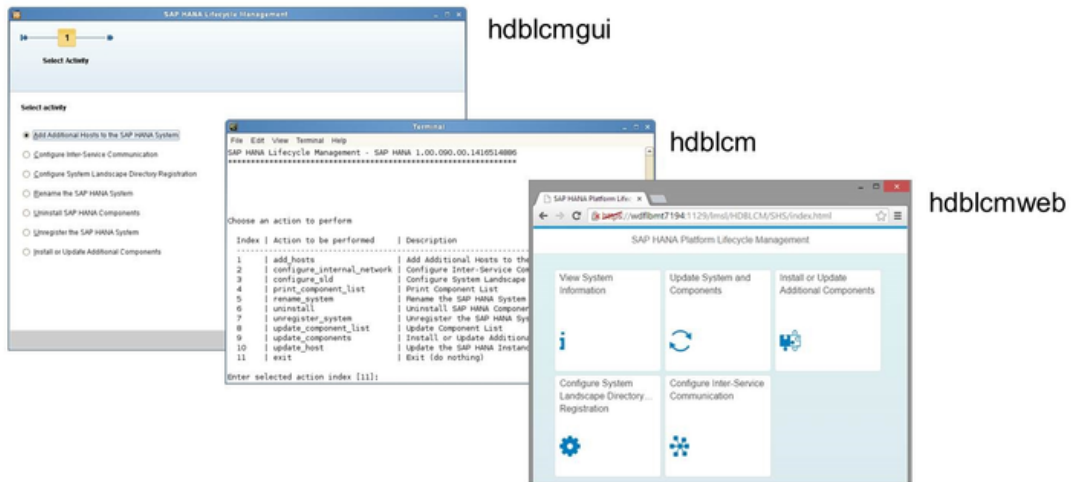 SAP HANA Lifecycle Management
1
Select Activity
Select activity
Add Additional Hosts to the SAP HANA System
Configure Inter-Service Communication
Configure System Landscape Directory Registration
Rename the SAP HANA System
Uninstall SAP HANA Components
Unregister the SAP HANA System
Install or Update Additional Components
hdblcmgui
Terminal
File Edit View Terminal Help
SAP HANA Lifecycle Management - SAP HANA 1.00.090.00.1416514886
Choose an action to perform
Index | Action to be performed | Description
1 | add_hosts | Add Additional Hosts to the
2 | configure_internal_network | Configure Inter-Service Com
3 | configure_sld | Configure System Landscape
4 | print_component_list | Print Component List
5 | rename_system | Rename the SAP HANA System
6 | uninstall | Uninstall SAP HANA Componen
7 | unregister_system | Unregister the SAP HANA Sys
8 | update_component_list | Update Component List
9 | update_components | Install or Update Additiona
10 | update_host | Update the SAP HANA Instanc
11 | exit | Exit (do nothing)
Enter selected action index [11]:
hdblcm
SAP HANA Platform Lifec
https://wdflbmt7194:1129/lmsl/HDBLCM/SHS/index.html
SAP HANA Platform Lifecycle Management
View System
Information
Update System and
Components
Install or Update
Additional Components
Configure System
Landscape Directory...
Registration
Configure Inter-Service
Communication
hdblcmweb